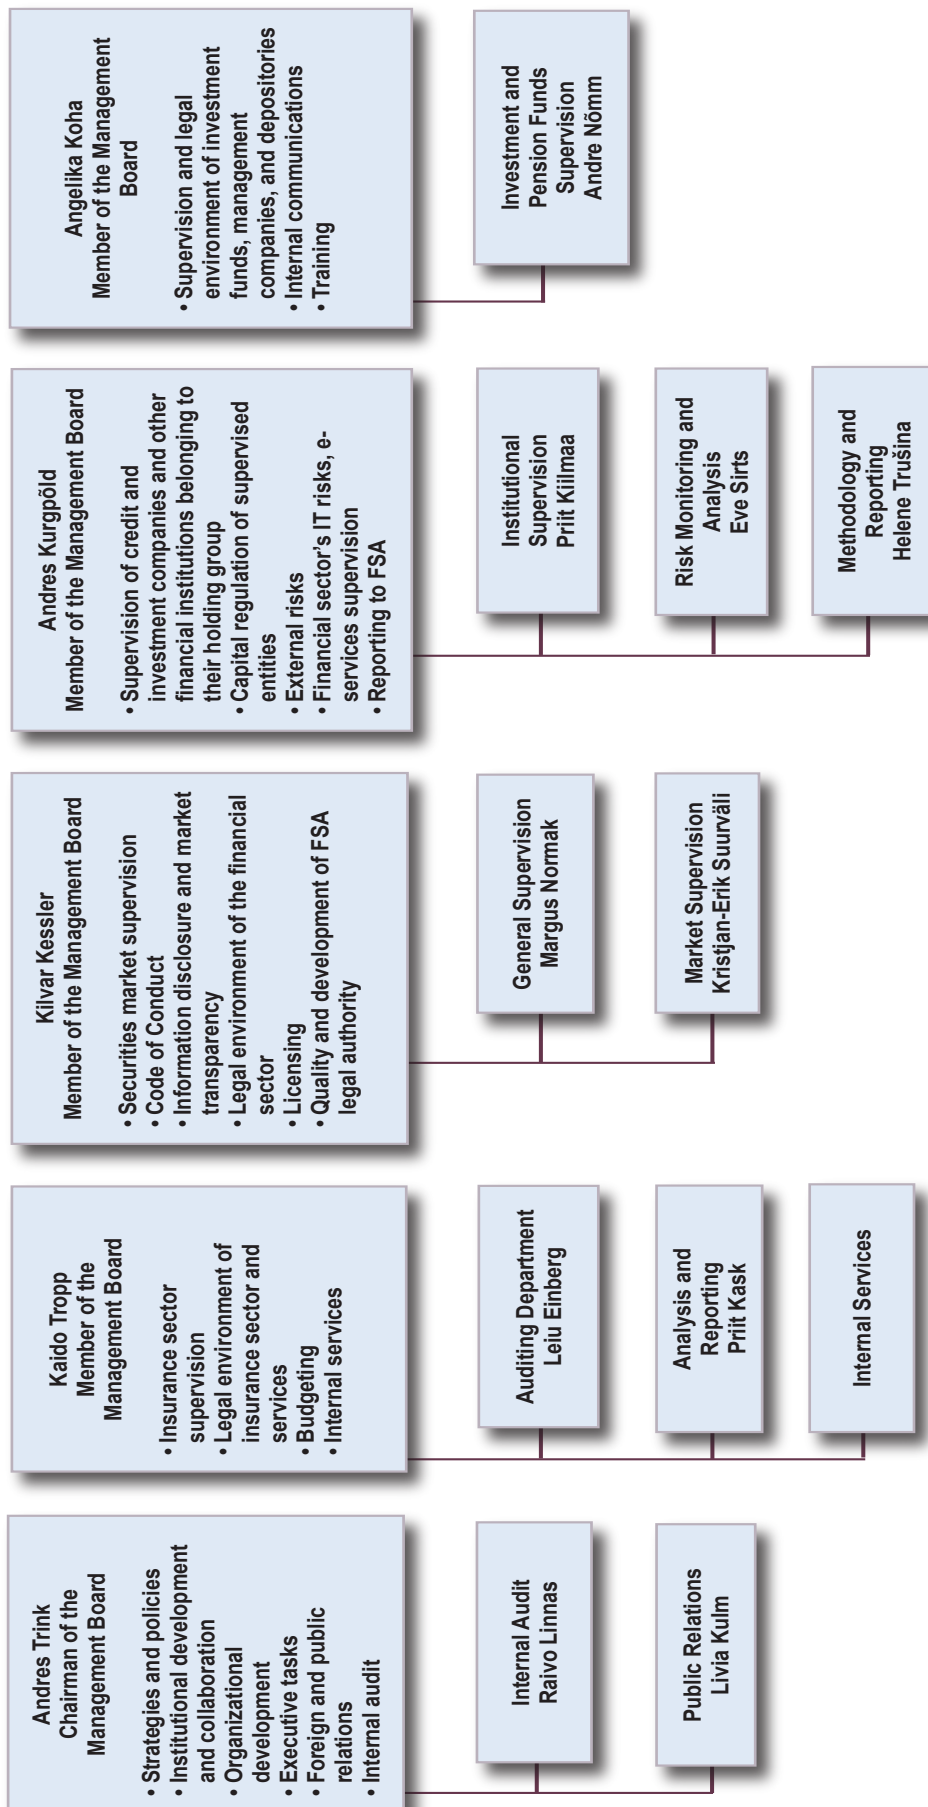 Andres Trink
Chairman of the
Management Board
• Strategies and policies
• Institutional development
and collaboration
• Organizational
development
• Executive tasks
• Foreign and public
relations
• Internal audit
Internal Audit
Raivo Linnas
Public Relations
Livia Kulm
Kaido Tropp
Member of the
Management Board
• Insurance sector
supervision
• Legal environment of
insurance sector and
services
• Budgeting
• Internal services
Auditing Department
Leiu Einberg
Analysis and
Reporting
Priit Kask
Internal Services
Kilvar Kessler
Member of the Management Board
• Securities market supervision
• Code of Conduct
• Information disclosure and market
transparency
• Legal environment of the financial
sector
• Licensing
• Quality and development of FSA
legal authority
General Supervision
Margus Normak
Market Supervision
Kristjan-Erik Suurväli
Andres Kurgpõld
Member of the Management Board
• Supervision of credit and
investment companies and other
financial institutions belonging to
their holding group
• Capital regulation of supervised
entities
• External risks
• Financial sector's IT risks, e-
services supervision
• Reporting to FSA
Institutional
Supervision
Priit Kiilmaa
Risk Monitoring and
Analysis
Eve Sirts
Methodology and
Reporting
Helene Trušina
Angelika Koha
Member of the Management
Board
• Supervision and legal
environment of investment
funds, management
companies, and depositories
• Internal communications
• Training
Investment and
Pension Funds
Supervision
Andre Nõmm